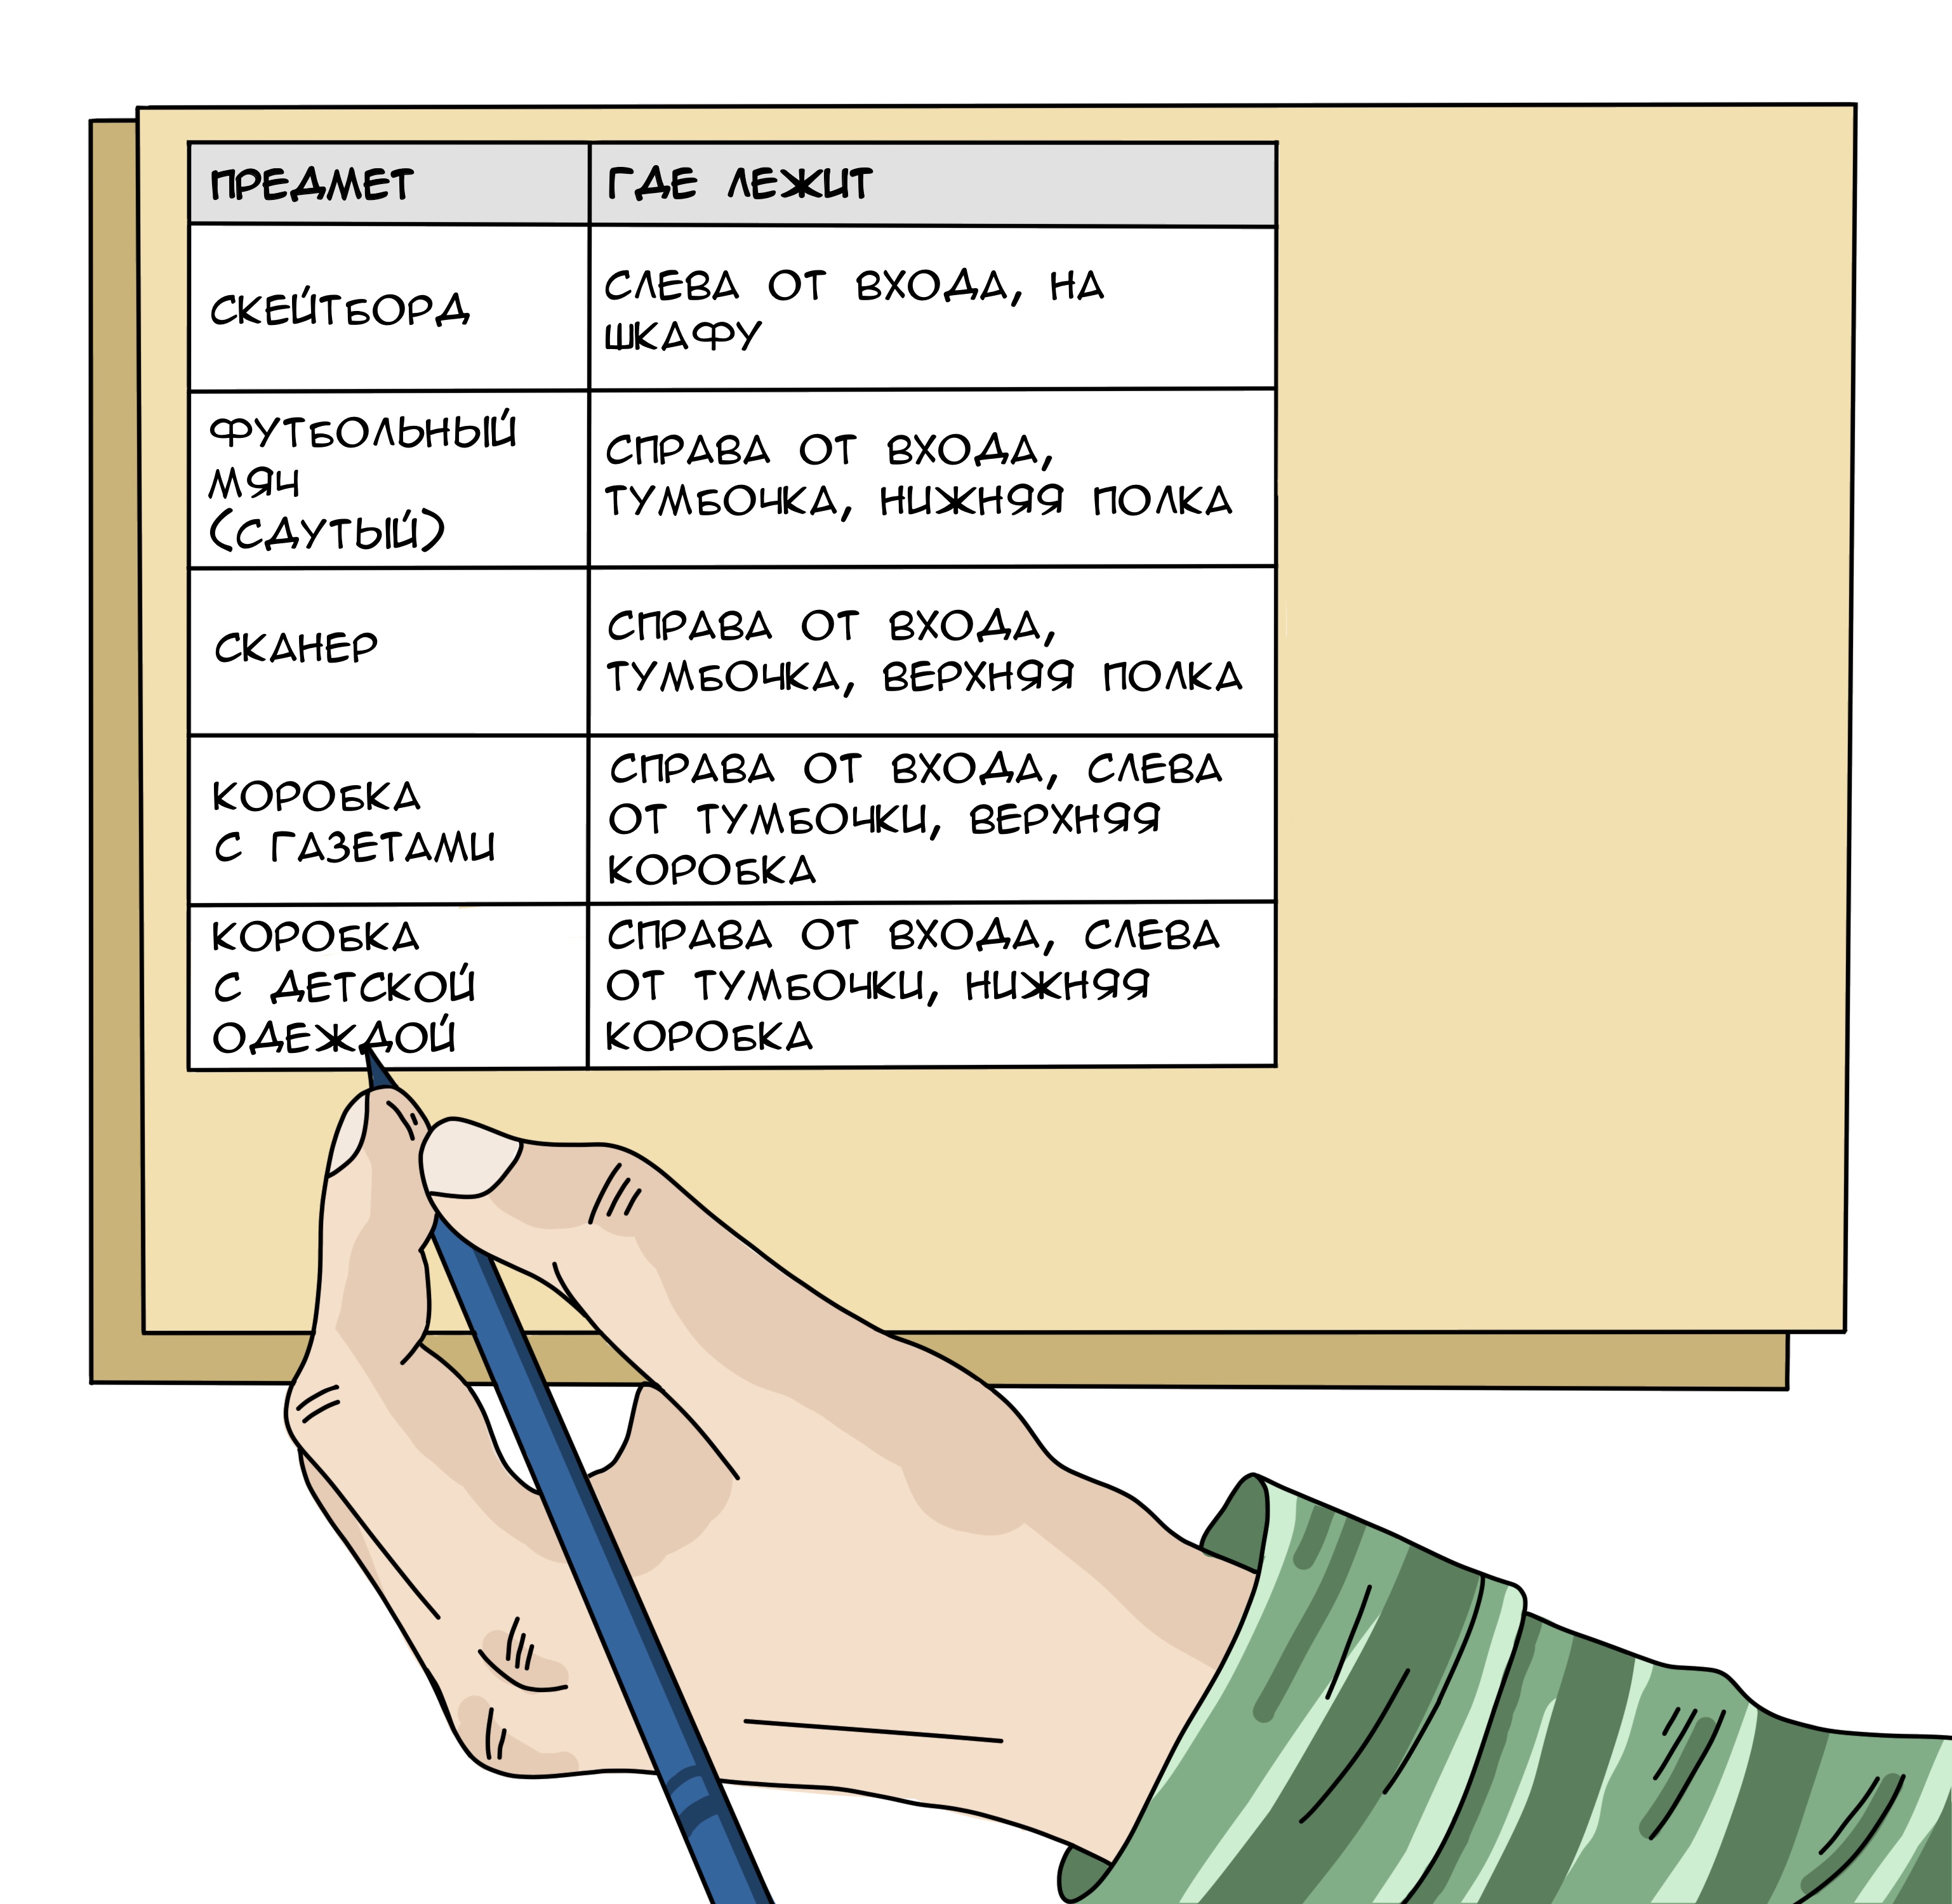 ПРЕДМЕТ
ГДЕ ЛЕЖИТ
СКЕЙТБОРД
СЛЕВА ОТ ВХОДА, НА
ШКАФУ
ФУТБОЛЬНЫЙ
МЯЧ
(СДУТЫЙ)
СПРАВА ОТ ВХОДА,
ТУМБОЧКА, НИЖНЯЯ ПОЛКА
СКАНЕР
СПРАВА ОТ ВХОДА,
ТУМБОЧКА, ВЕРХНЯЯ ПОЛКА
КОРОБКА
С ГАЗЕТАМИ
СПРАВА ОТ ВХОДА, СЛЕВА
ОТ ТУМБОЧКИ, ВЕРХНЯЯ
КОРОБКА
КОРОБКА
С ДЕТСКОЙ
ОДЕЖДОЙ
СПРАВА ОТ ВХОДА, СЛЕВА
ОТ ТУМБОЧКИ, НИЖНЯЯ
КОРОБКА